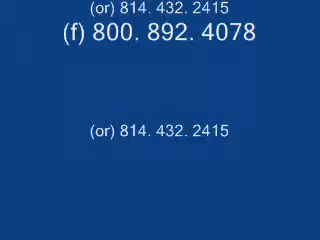 (or) 814. 432. 2415
(f) 800. 892. 4078
(or) 814. 432. 2415